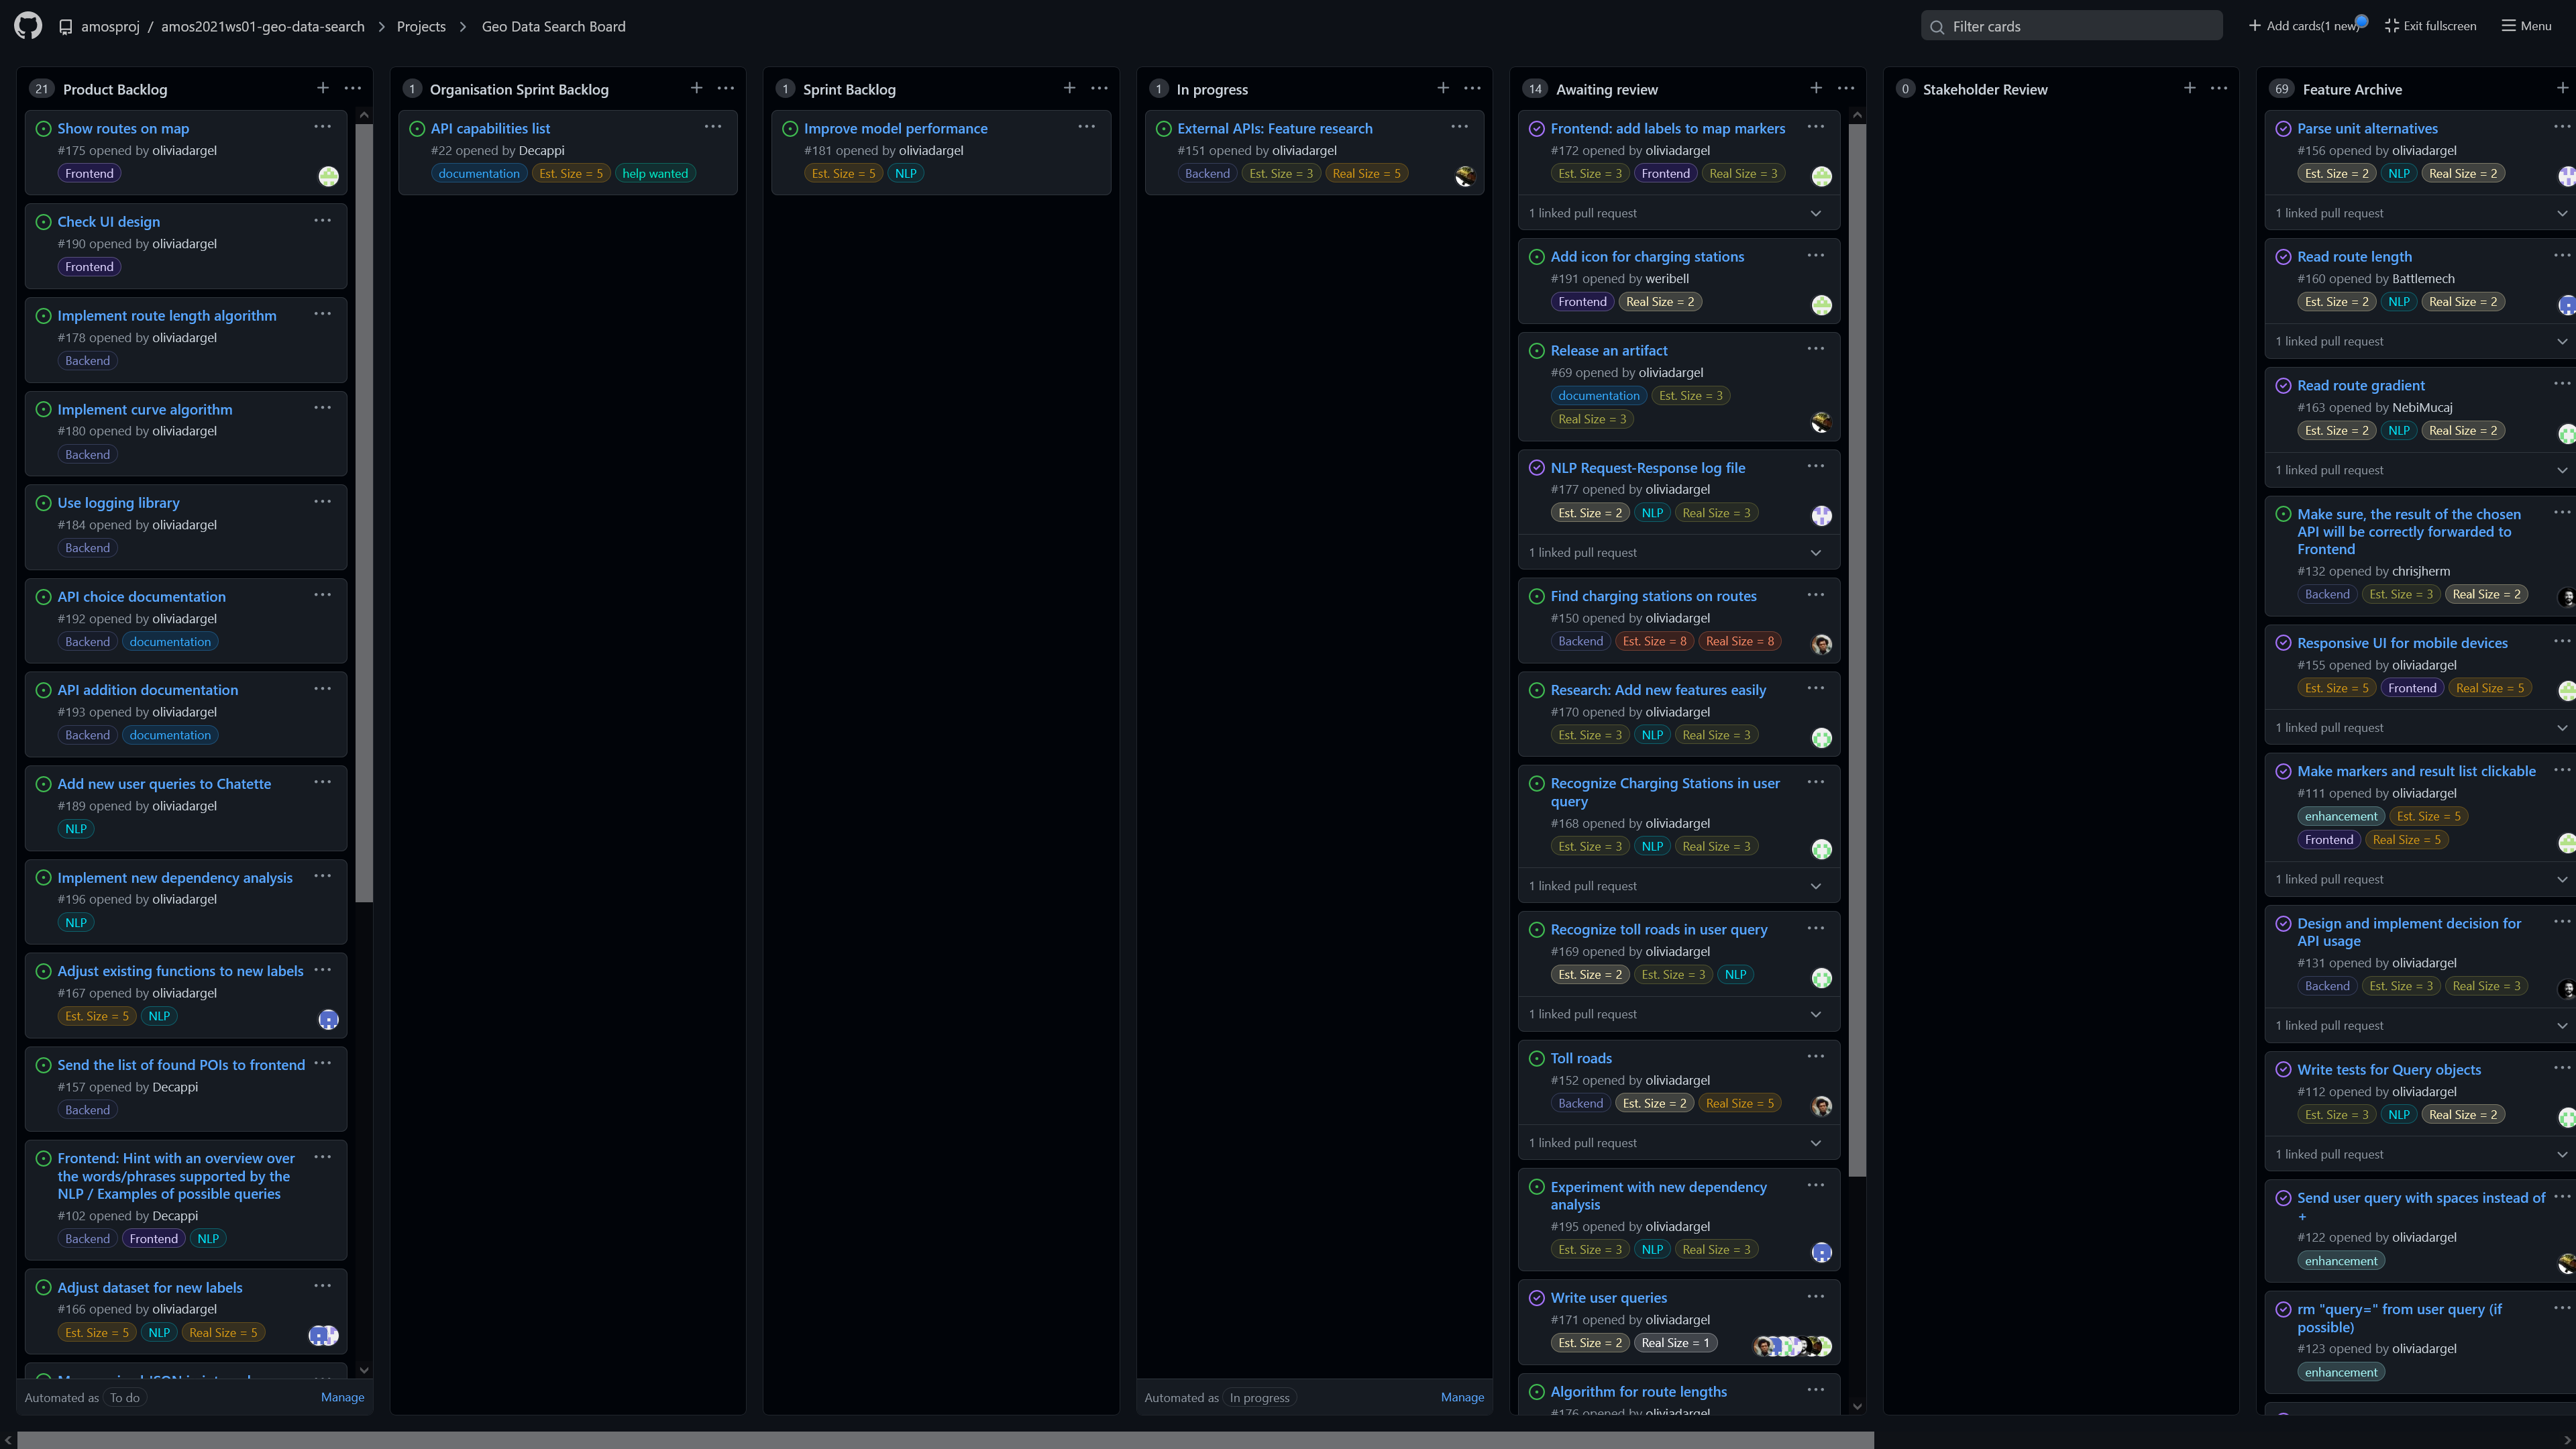 amosproj / amos2021ws01-geo-data-search > Projects > Geo Data Search Board
Filter cards
Add cards(1 new)
Exit fullscreen
Menu
21 Product Backlog
Show routes on map
#175 opened by oliviadargel
Frontend
Check UI design
#190 opened by oliviadargel
Frontend
Implement route length algorithm
#178 opened by oliviadargel
Backend
Implement curve algorithm
#180 opened by oliviadargel
Backend
Use logging library
#184 opened by oliviadargel
Backend
API choice documentation
#192 opened by oliviadargel
Backend documentation
API addition documentation
#193 opened by oliviadargel
Backend documentation
Add new user queries to Chatette
#189 opened by oliviadargel
NLP
Implement new dependency analysis
#196 opened by oliviadargel
NLP
Adjust existing functions to new labels
#167 opened by oliviadargel
Est. Size = 5 NLP
Send the list of found POIs to frontend
#157 opened by Decappi
Backend
Frontend: Hint with an overview over
the words/phrases supported by the
NLP / Examples of possible queries
#102 opened by Decappi
Backend Frontend NLP
Adjust dataset for new labels
#166 opened by oliviadargel
Est. Size = 5 NLP Real Size = 5
Automated as To do
Manage
1 Organisation Sprint Backlog
API capabilities list
#22 opened by Decappi
documentation Est. Size = 5 help wanted
1 Sprint Backlog
Improve model performance
#181 opened by oliviadargel
Est. Size = 5 NLP
1 In progress
External APIs: Feature research
#151 opened by oliviadargel
Backend Est. Size = 3 Real Size = 5
Automated as In progress
Manage
14 Awaiting review
Frontend: add labels to map markers
#172 opened by oliviadargel
Est. Size = 3 Frontend Real Size = 3
1 linked pull request
Add icon for charging stations
#191 opened by weribell
Frontend Real Size = 2
Release an artifact
#69 opened by oliviadargel
documentation Est. Size = 3
Real Size = 3
NLP Request-Response log file
#177 opened by oliviadargel
Est. Size = 2 NLP Real Size = 3
1 linked pull request
Find charging stations on routes
#150 opened by oliviadargel
Backend Est. Size = 8 Real Size = 8
Research: Add new features easily
#170 opened by oliviadargel
Est. Size = 3 NLP Real Size = 3
Recognize Charging Stations in user
query
#168 opened by oliviadargel
Est. Size = 3 NLP Real Size = 3
1 linked pull request
Recognize toll roads in user query
#169 opened by oliviadargel
Est. Size = 2 Est. Size = 3 NLP
1 linked pull request
Toll roads
#152 opened by oliviadargel
Backend Est. Size = 2 Real Size = 5
1 linked pull request
Experiment with new dependency
analysis
#195 opened by oliviadargel
Est. Size = 3 NLP Real Size = 3
Write user queries
#171 opened by oliviadargel
Est. Size = 2 Real Size = 1
Algorithm for route lengths
#176 opened by oliviadargel
0 Stakeholder Review
69 Feature Archive
Parse unit alternatives
#156 opened by oliviadargel
Est. Size = 2 NLP Real Size = 2
1 linked pull request
Read route length
#160 opened by Battlemech
Est. Size = 2 NLP Real Size = 2
1 linked pull request
Read route gradient
#163 opened by NebiMucaj
Est. Size = 2 NLP Real Size = 2
1 linked pull request
Make sure, the result of the chosen
API will be correctly forwarded to
Frontend
#132 opened by chrisjherm
Backend Est. Size = 3 Real Size = 2
Responsive UI for mobile devices
#155 opened by oliviadargel
Est. Size = 5 Frontend Real Size = 5
1 linked pull request
Make markers and result list clickable
#111 opened by oliviadargel
enhancement Est. Size = 5
Frontend Real Size = 5
1 linked pull request
Design and implement decision for
API usage
#131 opened by oliviadargel
Backend Est. Size = 3 Real Size = 3
1 linked pull request
Write tests for Query objects
#112 opened by oliviadargel
Est. Size = 3 NLP Real Size = 2
1 linked pull request
Send user query with spaces instead of
+
#122 opened by oliviadargel
enhancement
rm "query=" from user query (if
possible)
#123 opened by oliviadargel
enhancement